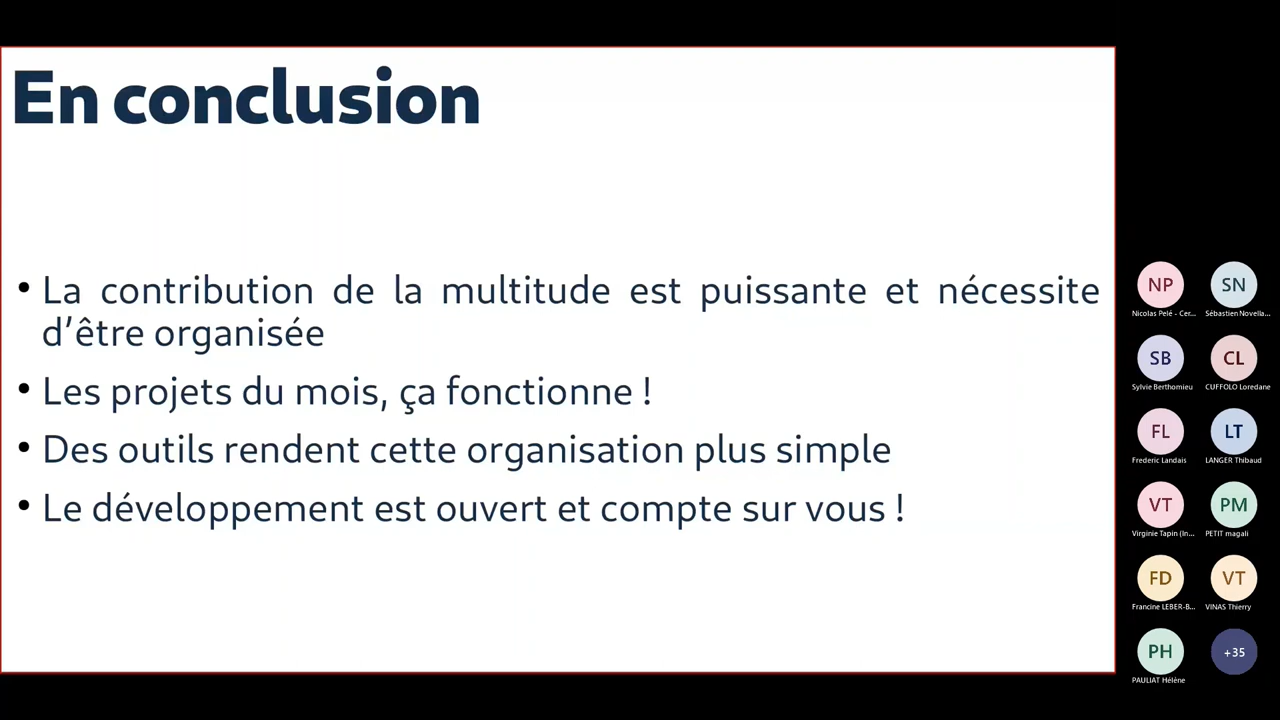 En conclusion
• La contribution de la multitude est puissante et nécessite
d’être organisée
• Les projets du mois, ça fonctionne !
• Des outils rendent cette organisation plus simple
• Le développement est ouvert et compte sur vous !
NP
SN
Nicolas Pelé - Cer...
Sébastien Novella...
SB
CL
Sylvie Berthomieu
CUFFOLO Loredane
FL
LT
Frederic Landais
LANGER Thibaud
VT
PM
Virginie Tapin (In...
PETIT magali
FD
VT
Francine LEBER-B...
VINAS Thierry
PH
+35
PAULIAT Hélène